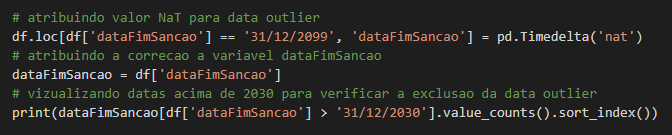 # atribuindo valor NaT para data outlier
df.loc[df['dataFimSancao'] == '31/12/2099', 'dataFimSancao'] = pd.Timedelta('nat')
# atribuindo a correcao a variavel dataFimSancao
dataFimSancao = df['dataFimSancao']
# vizualizando datas acima de 2030 para verificar a exclusao da data outlier
print(dataFimSancao[df['dataFimSancao'] > '31/12/2030'].value_counts().sort_index())